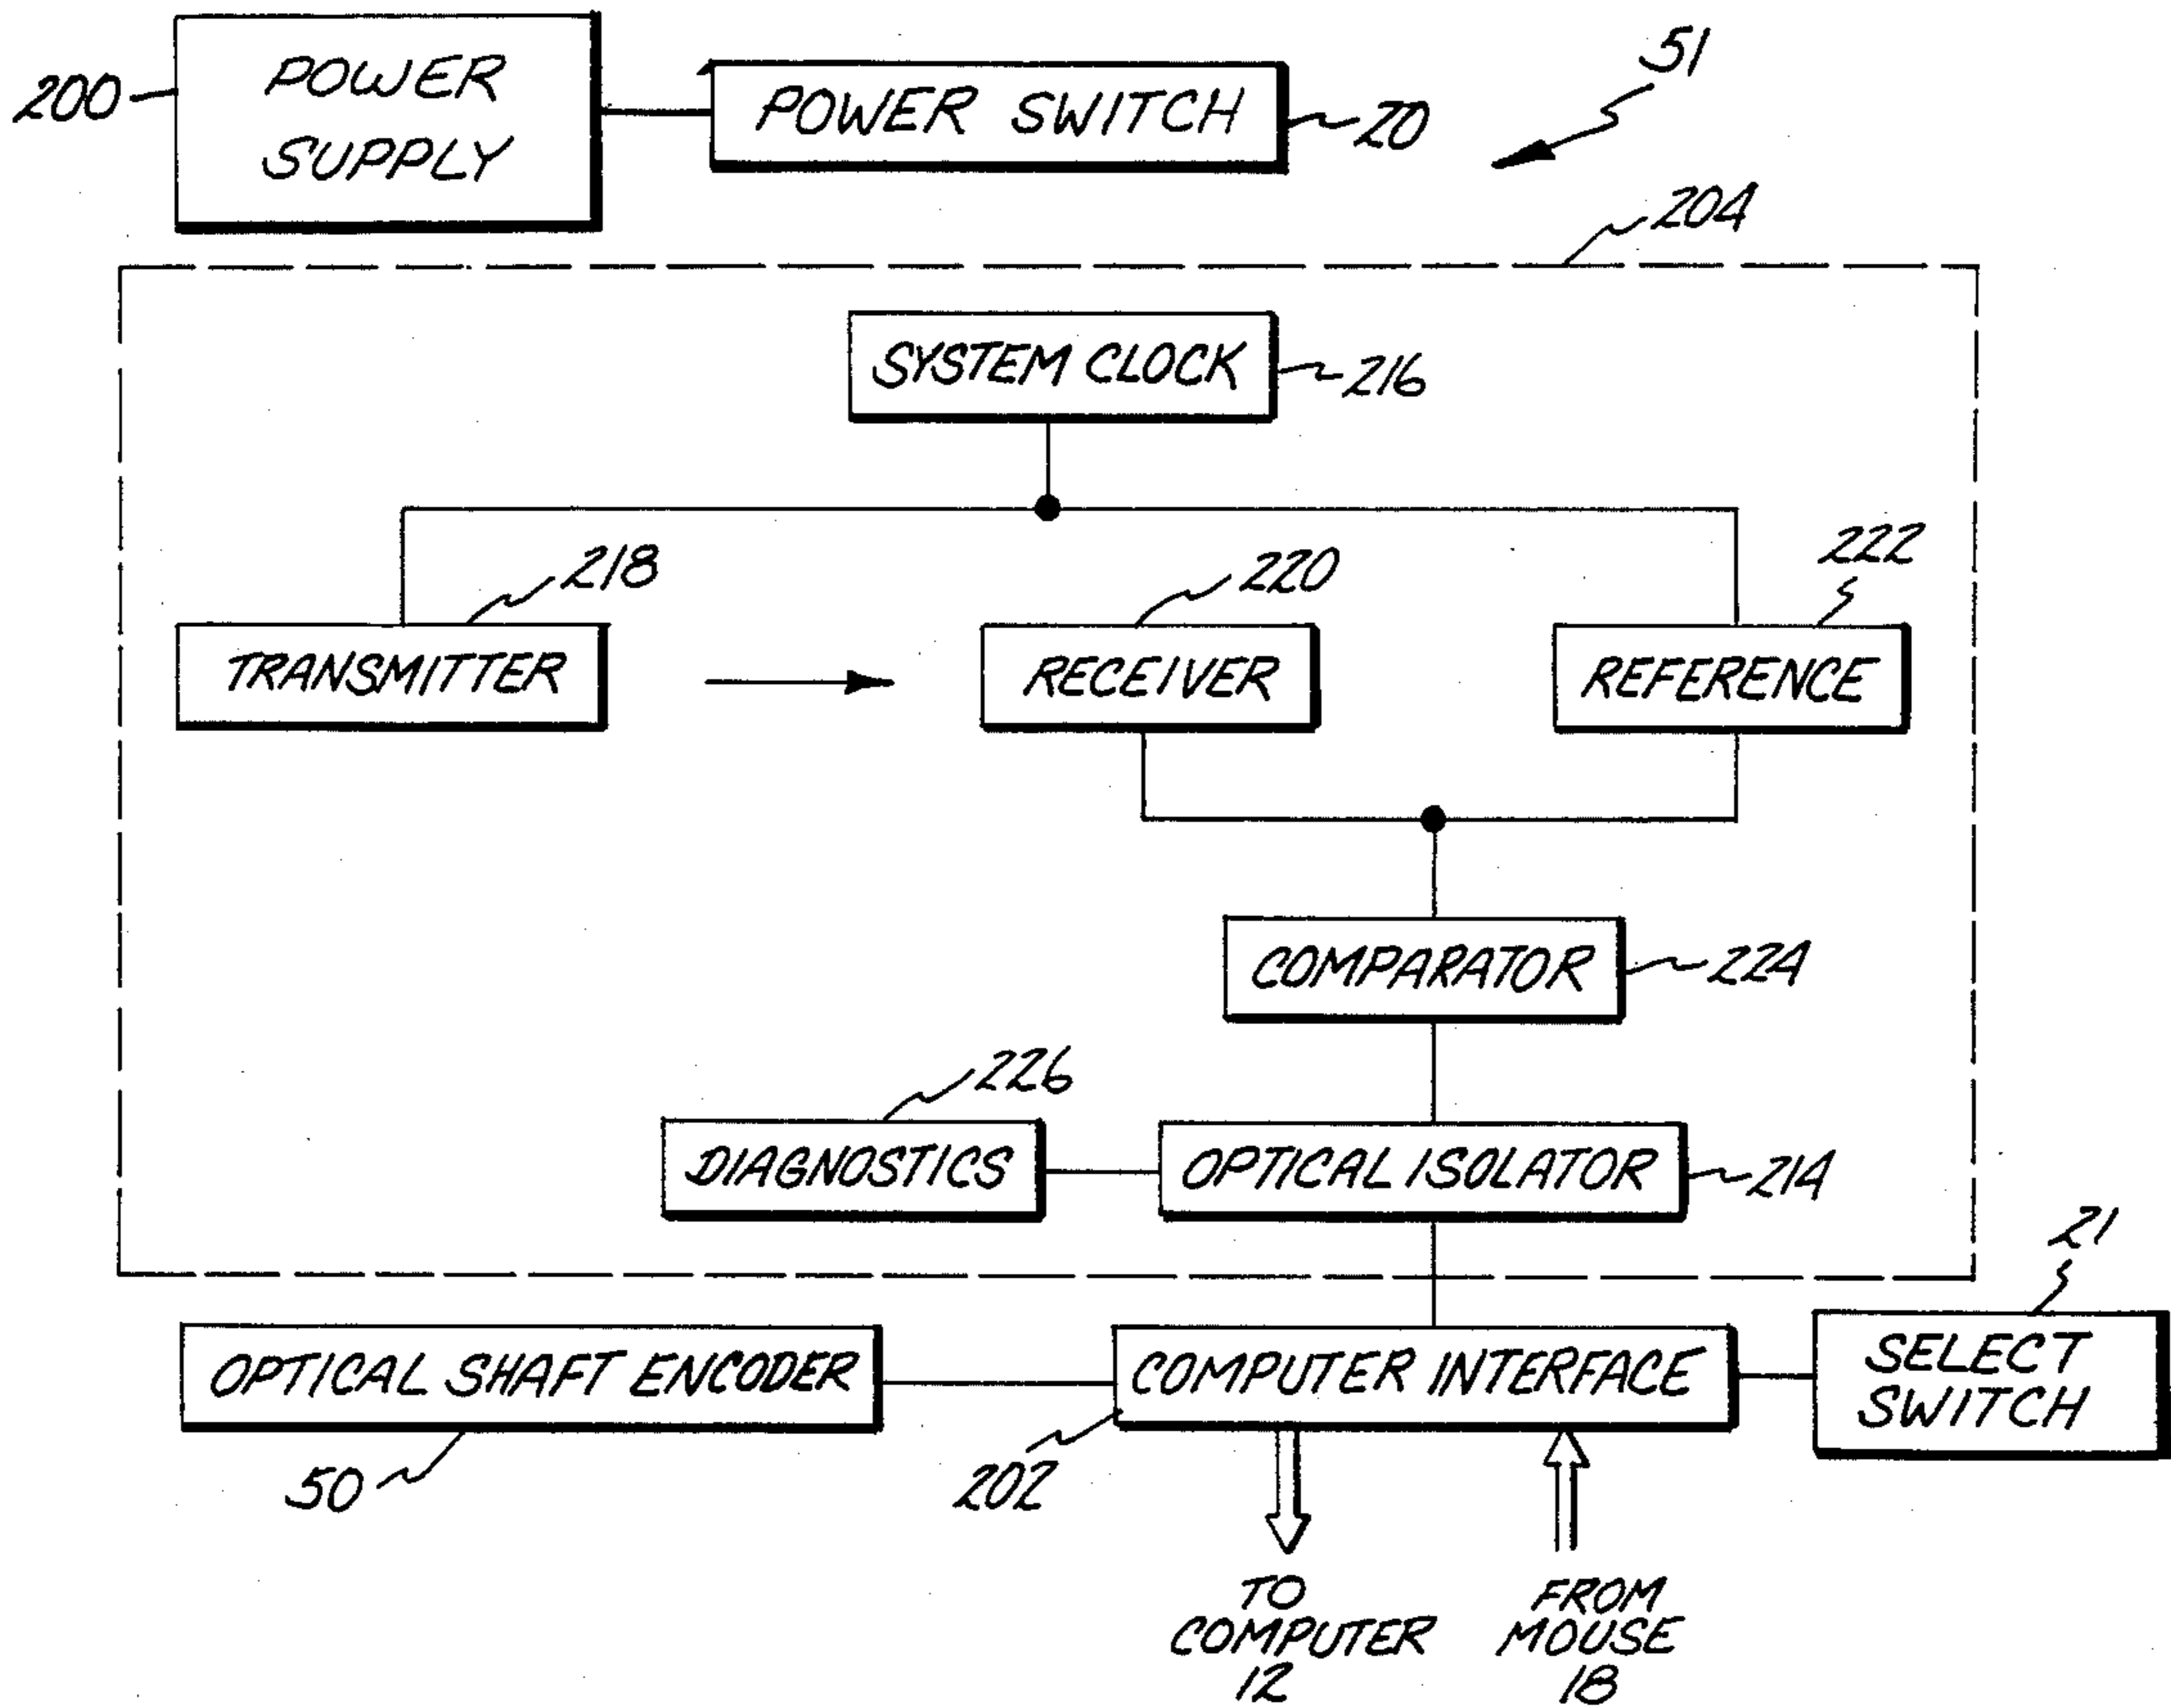 51
POWER
SUPPLY
200
POWER SWITCH
20
204
SYSTEM CLOCK
216
218
220
222
TRANSMITTER
RECEIVER
REFERENCE
COMPARATOR
224
226
DIAGNOSTICS
OPTICAL ISOLATOR
214
21
OPTICAL SHAFT ENCODER
COMPUTER INTERFACE
SELECT
SWITCH
50
202
TO
COMPUTER
12
FROM
MOUSE
18